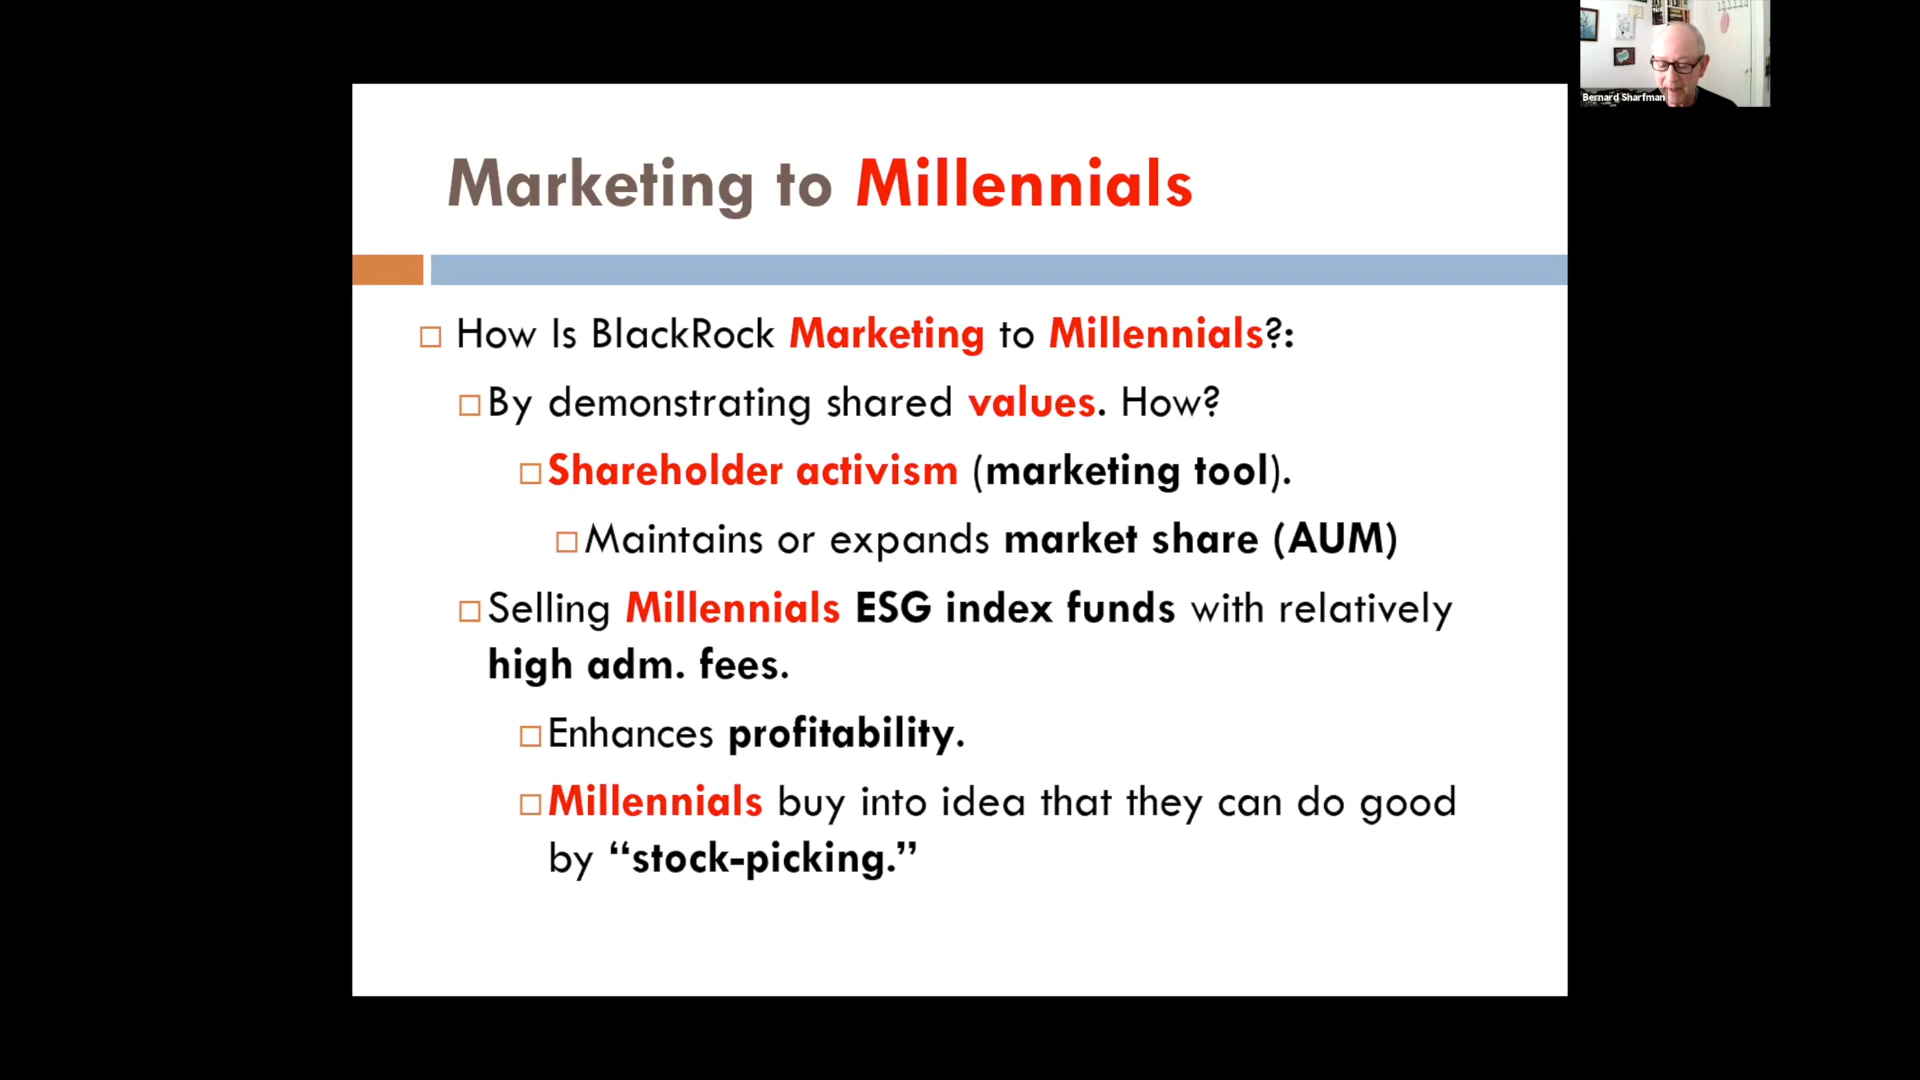 Bernard Sharfman
Marketing to Millennials
How Is BlackRock Marketing to Millennials?:
By demonstrating shared values. How?
Shareholder activism (marketing tool).
Maintains or expands market share (AUM)
Selling Millennials ESG index funds with relatively
high adm. fees.
Enhances profitability.
Millennials buy into idea that they can do good
by “stock-picking.”